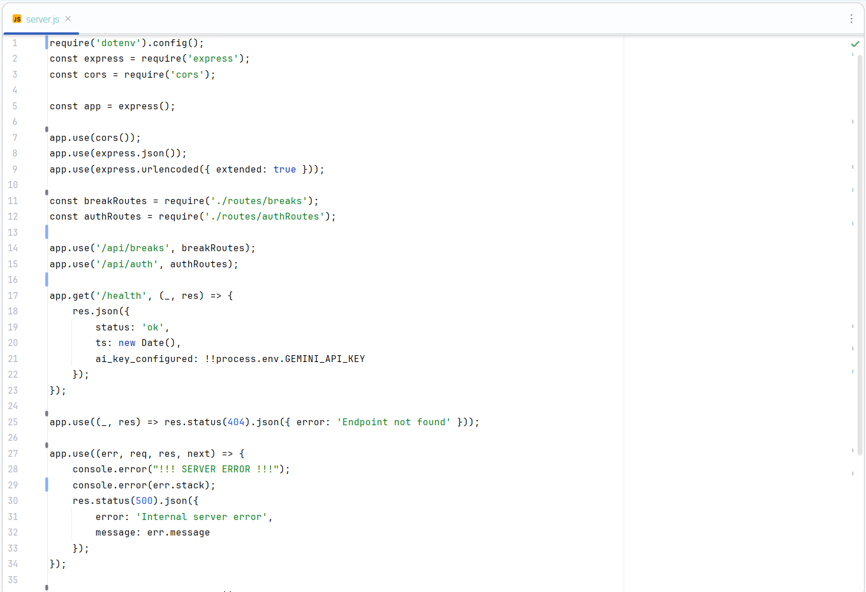 JS server.js ×
1 require('dotenv').config();
2 const express = require('express');
3 const cors = require('cors');
4
5 const app = express();
6
7 app.use(cors());
8 app.use(express.json());
9 app.use(express.urlencoded({ extended: true }));
10
11 const breakRoutes = require('./routes/breaks');
12 const authRoutes = require('./routes/authRoutes');
13
14 app.use('/api/breaks', breakRoutes);
15 app.use('/api/auth', authRoutes);
16
17 app.get('/health', (_, res) => {
18     res.json({
19         status: 'ok',
20         ts: new Date(),
21         ai_key_configured: !!process.env.GEMINI_API_KEY
22     });
23 });
24
25 app.use((_, res) => res.status(404).json({ error: 'Endpoint not found' }));
26
27 app.use((err, req, res, next) => {
28     console.error("!!! SERVER ERROR !!!");
29     console.error(err.stack);
30     res.status(500).json({
31         error: 'Internal server error',
32         message: err.message
33     });
34 });
35